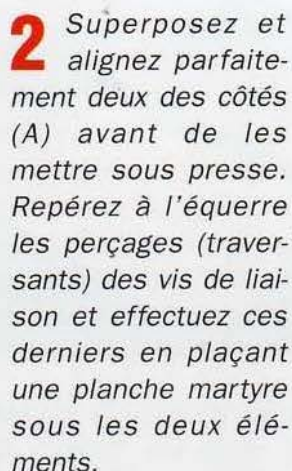 2 Superposez et
alignez parfaite-
ment deux des côtés
(A) avant de les
mettre sous presse.
Repérez à l'équerre
les perçages (traver-
sants) des vis de liai-
son et effectuez ces
derniers en plaçant
une planche martyre
sous les deux élé-
ments.